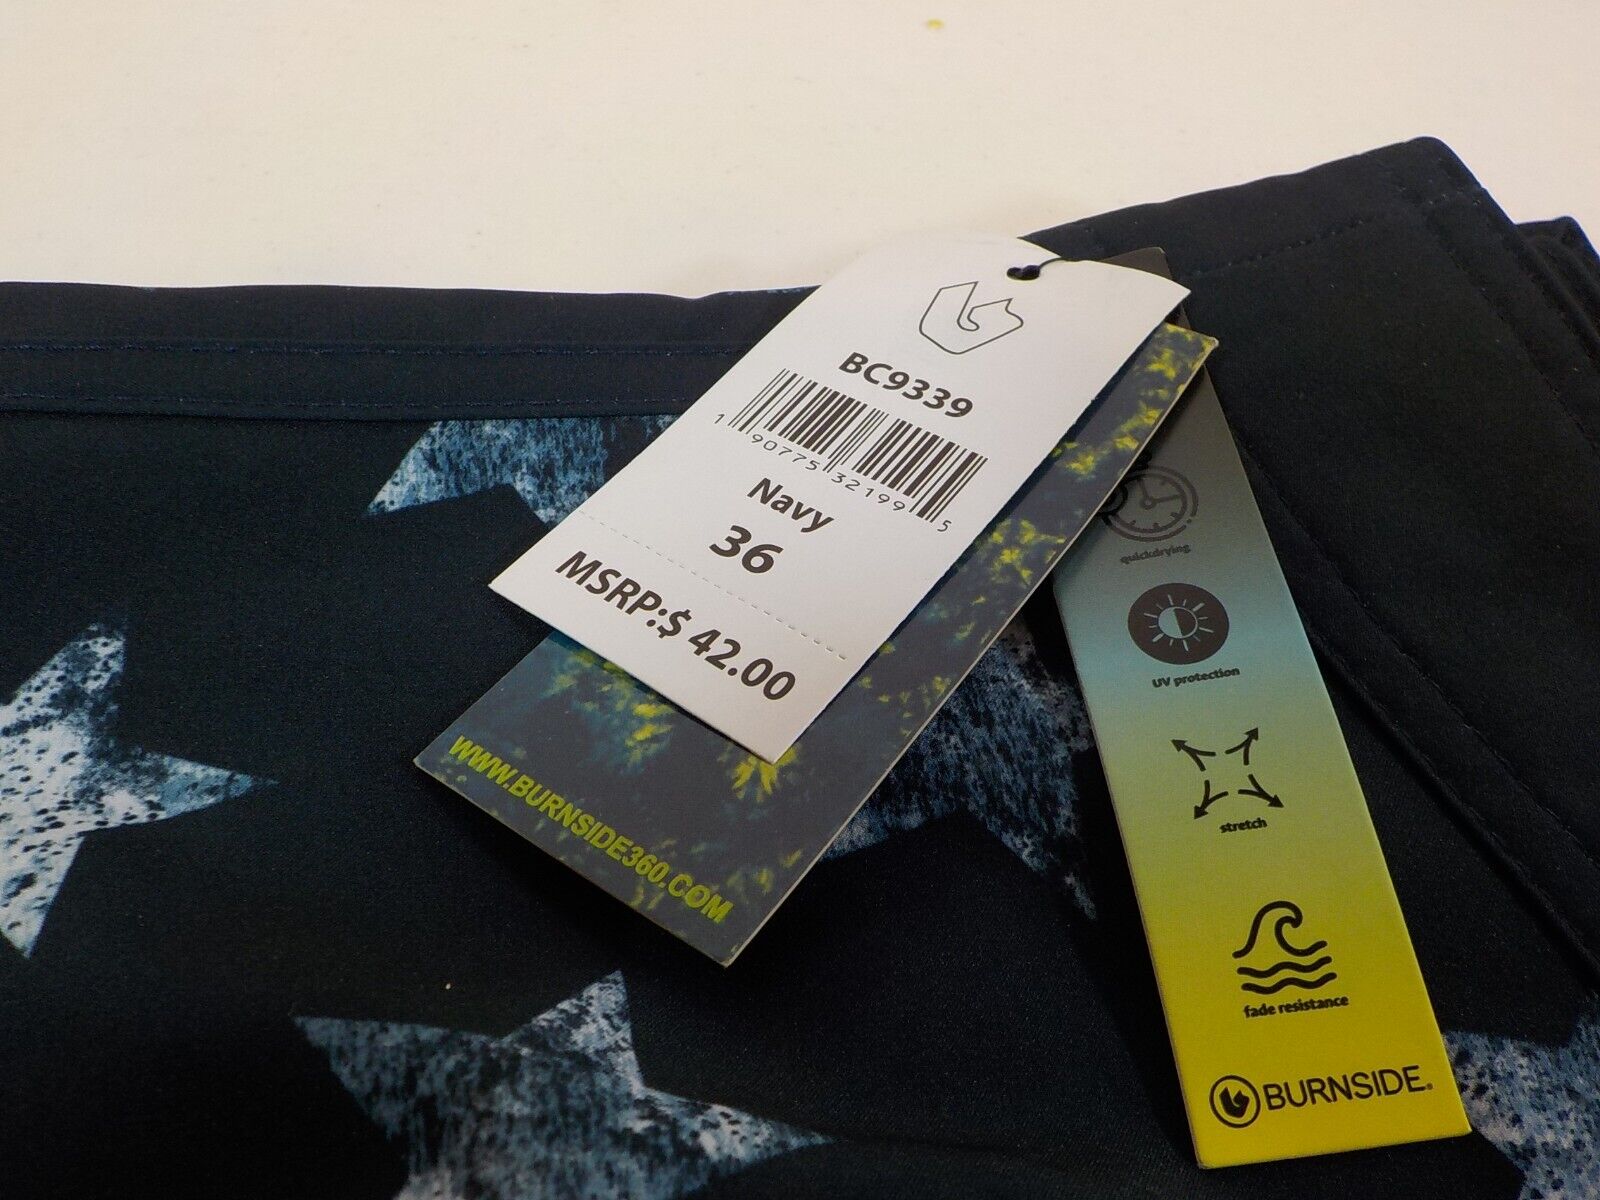 BC9339
1 90775 32199 5
Navy
36
MSRP:$ 42.00
WWW.BURNSIDE360.COM
quickdrying
UV protection
stretch
fade resistance
BURNSIDE.